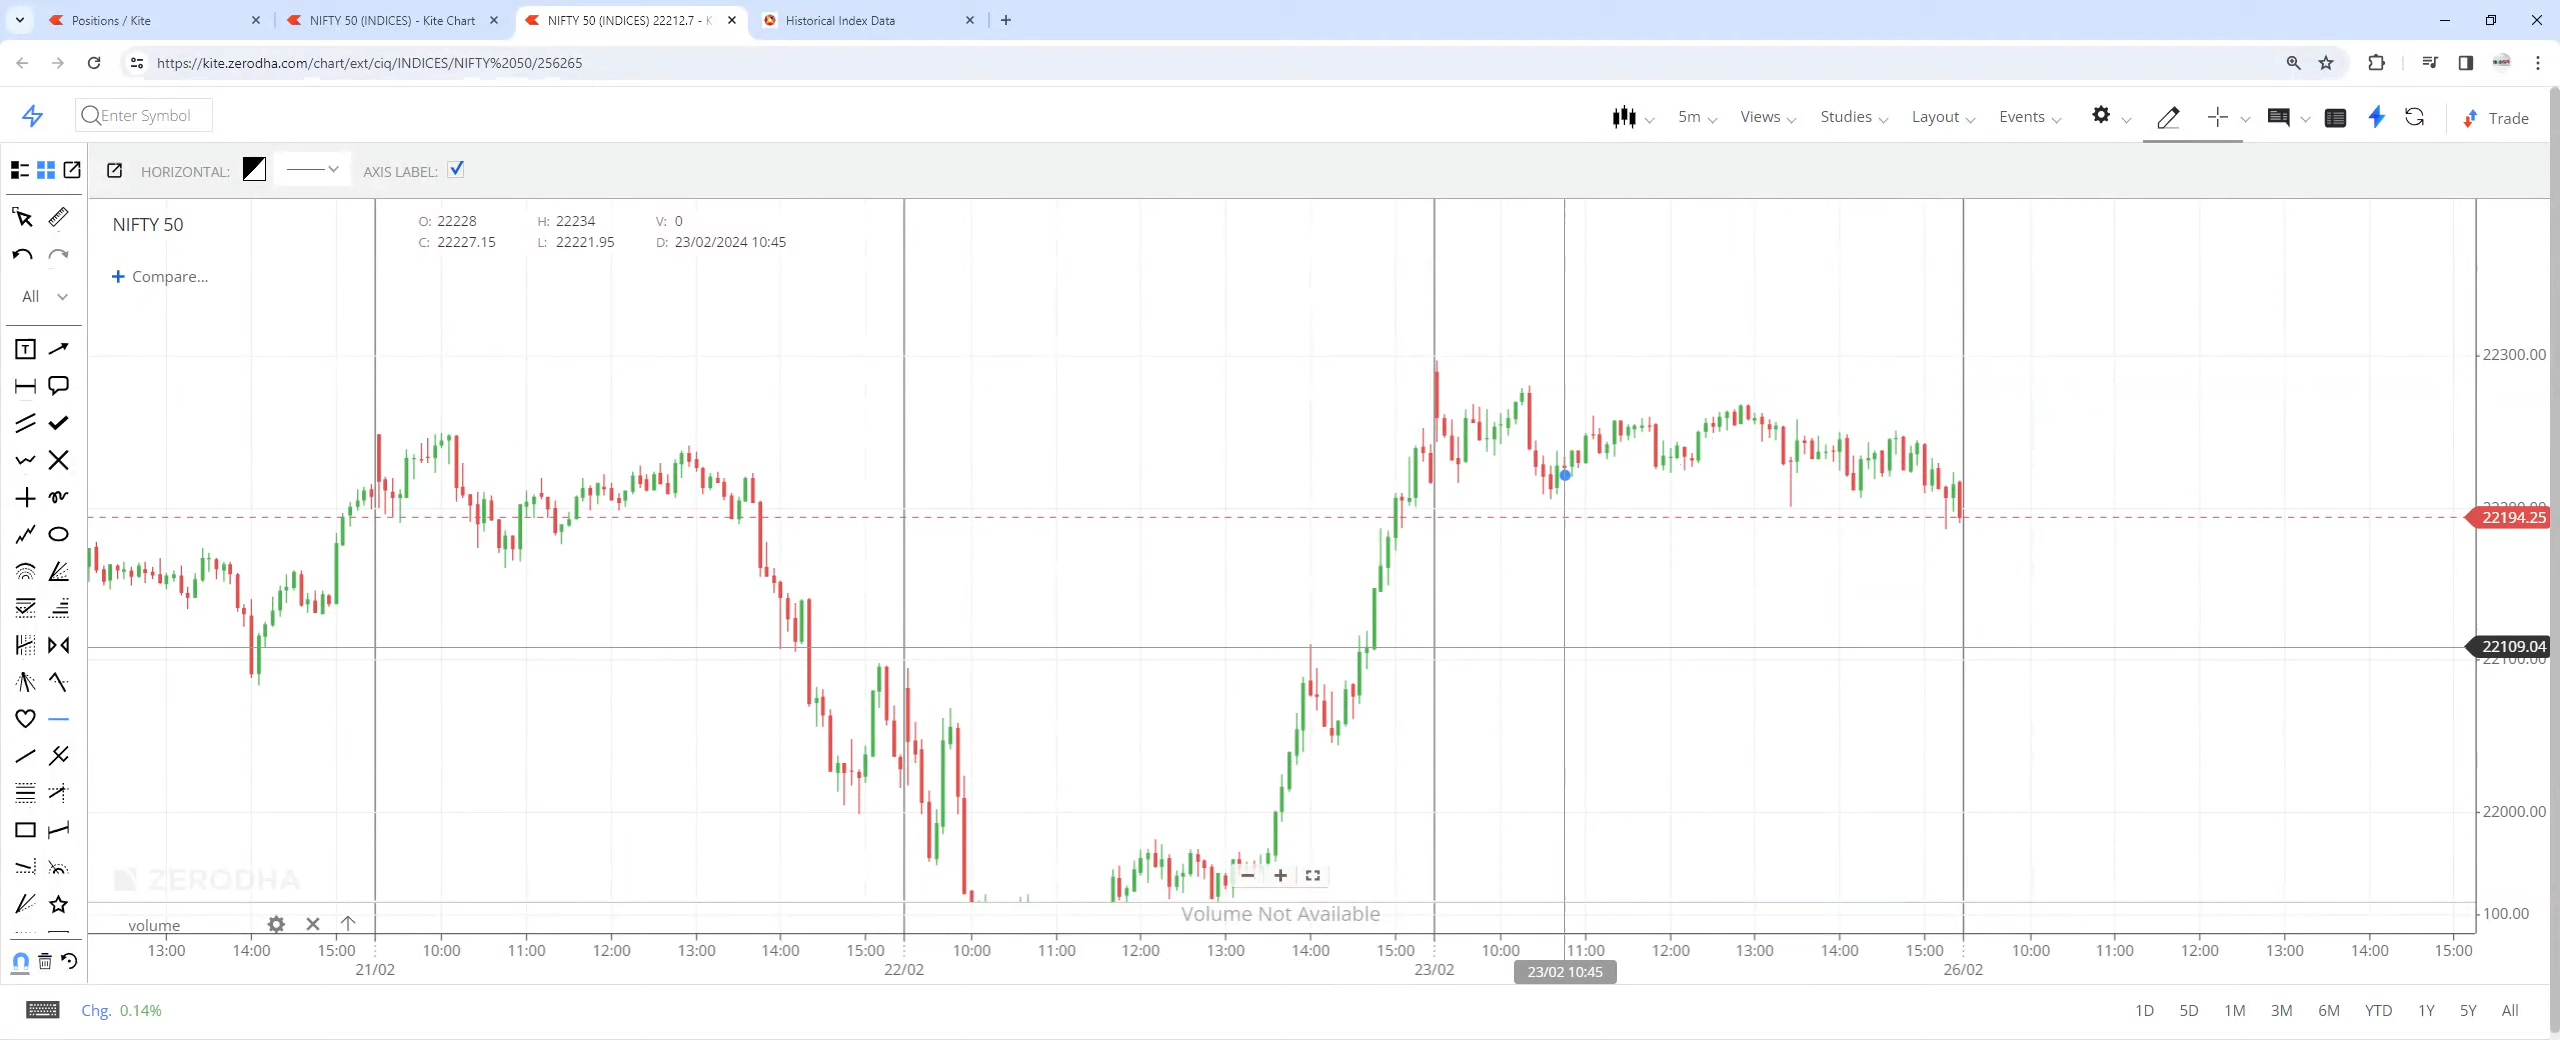 Positions / Kite
NIFTY 50 (INDICES) - Kite Chart
NIFTY 50 (INDICES) 22212.7 - K
Historical Index Data
https://kite.zerodha.com/chart/ext/ciq/INDICES/NIFTY%2050/256265
Enter Symbol
5m
Views
Studies
Layout
Events
Trade
HORIZONTAL:
AXIS LABEL:
NIFTY 50
O: 22228 H: 22234 V: 0
C: 22227.15 L: 22221.95 D: 23/02/2024 10:45
+ Compare...
All
T
22300.00
22194.25
22109.04
22000.00
ZERODHA
Volume Not Available
volume
100.00
13:00 14:00 15:00 10:00 11:00 12:00 13:00 14:00 15:00 10:00 11:00 12:00 13:00 14:00 15:00 10:00 11:00 12:00 13:00 14:00 15:00 10:00 11:00 12:00 13:00 14:00 15:00
21/02 22/02 23/02 23/02 10:45 26/02
Chg. 0.14%
1D 5D 1M 3M 6M YTD 1Y 5Y All